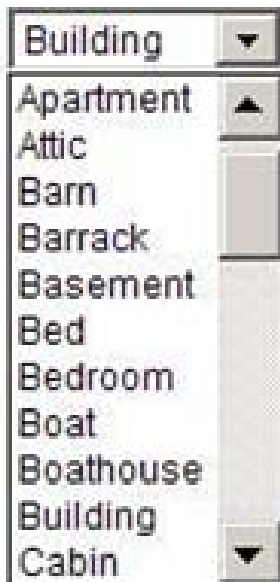 Building
Apartment
Attic
Barn
Barrack
Basement
Bed
Bedroom
Boat
Boathouse
Building
Cabin